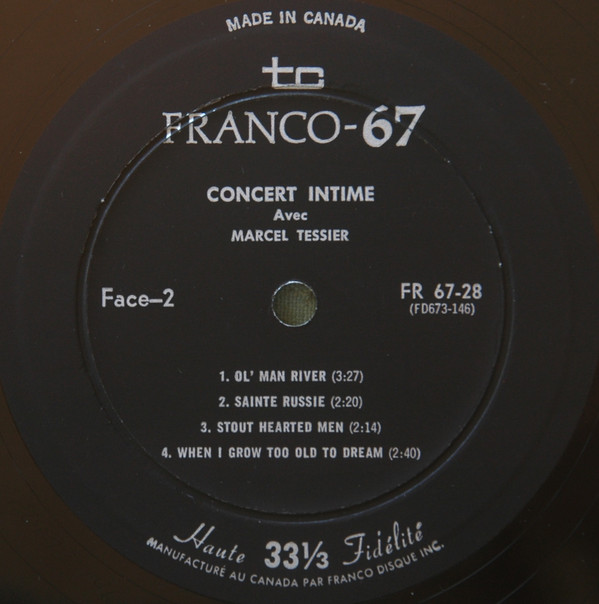 MADE IN CANADA
tc
FRANCO-67
CONCERT INTIME
Avec
MARCEL TESSIER
Face–2
FR 67-28
(FD673-146)
1. OL' MAN RIVER (3:27)
2. SAINTE RUSSIE (2:20)
3. STOUT HEARTED MEN (2:14)
4. WHEN I GROW TOO OLD TO DREAM (2:40)
Haute 33⅓ Fidélité
MANUFACTURÉ AU CANADA PAR FRANCO DISQUE INC.